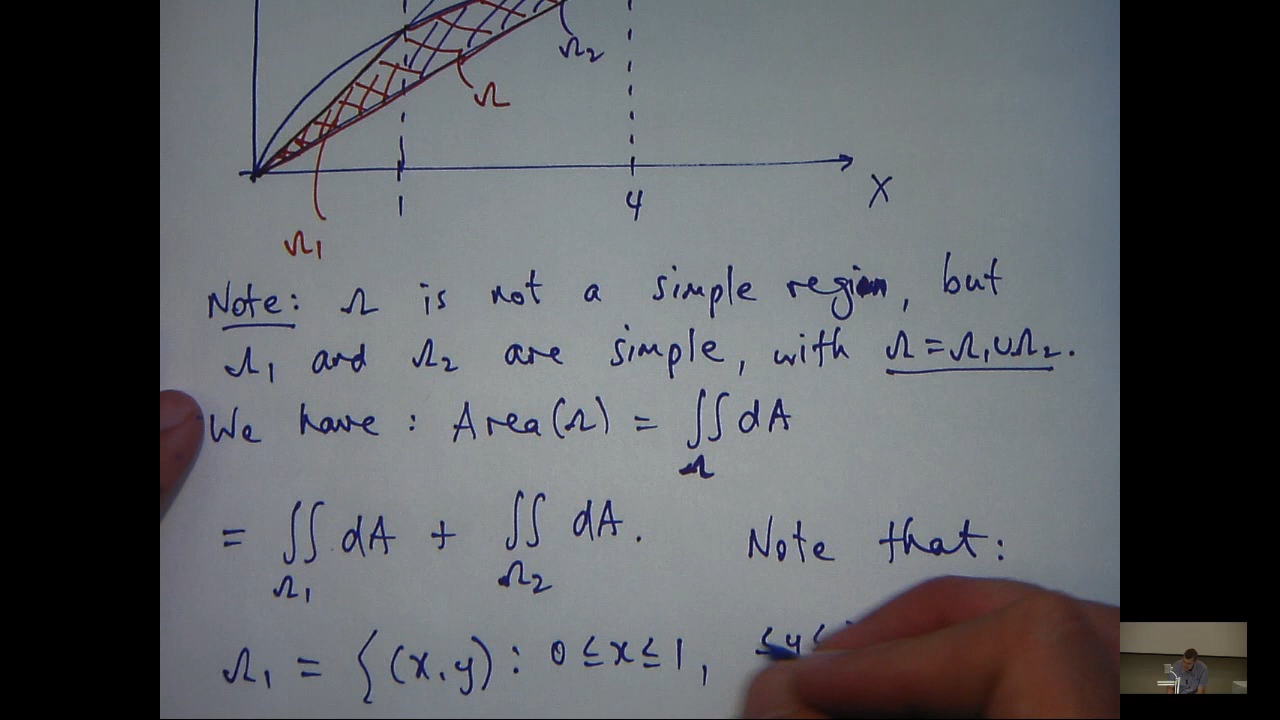 Ω2
Ω
1
4
X
Ω1
Note: Ω is not a simple region, but
Ω1 and Ω2 are simple, with Ω = Ω1 ∪ Ω2.
We have : Area(Ω) = ∬ dA
Ω
= ∬ dA + ∬ dA. Note that:
Ω1 Ω2
Ω1 = { (x,y) : 0 ≤ x ≤ 1, ≤ y ≤